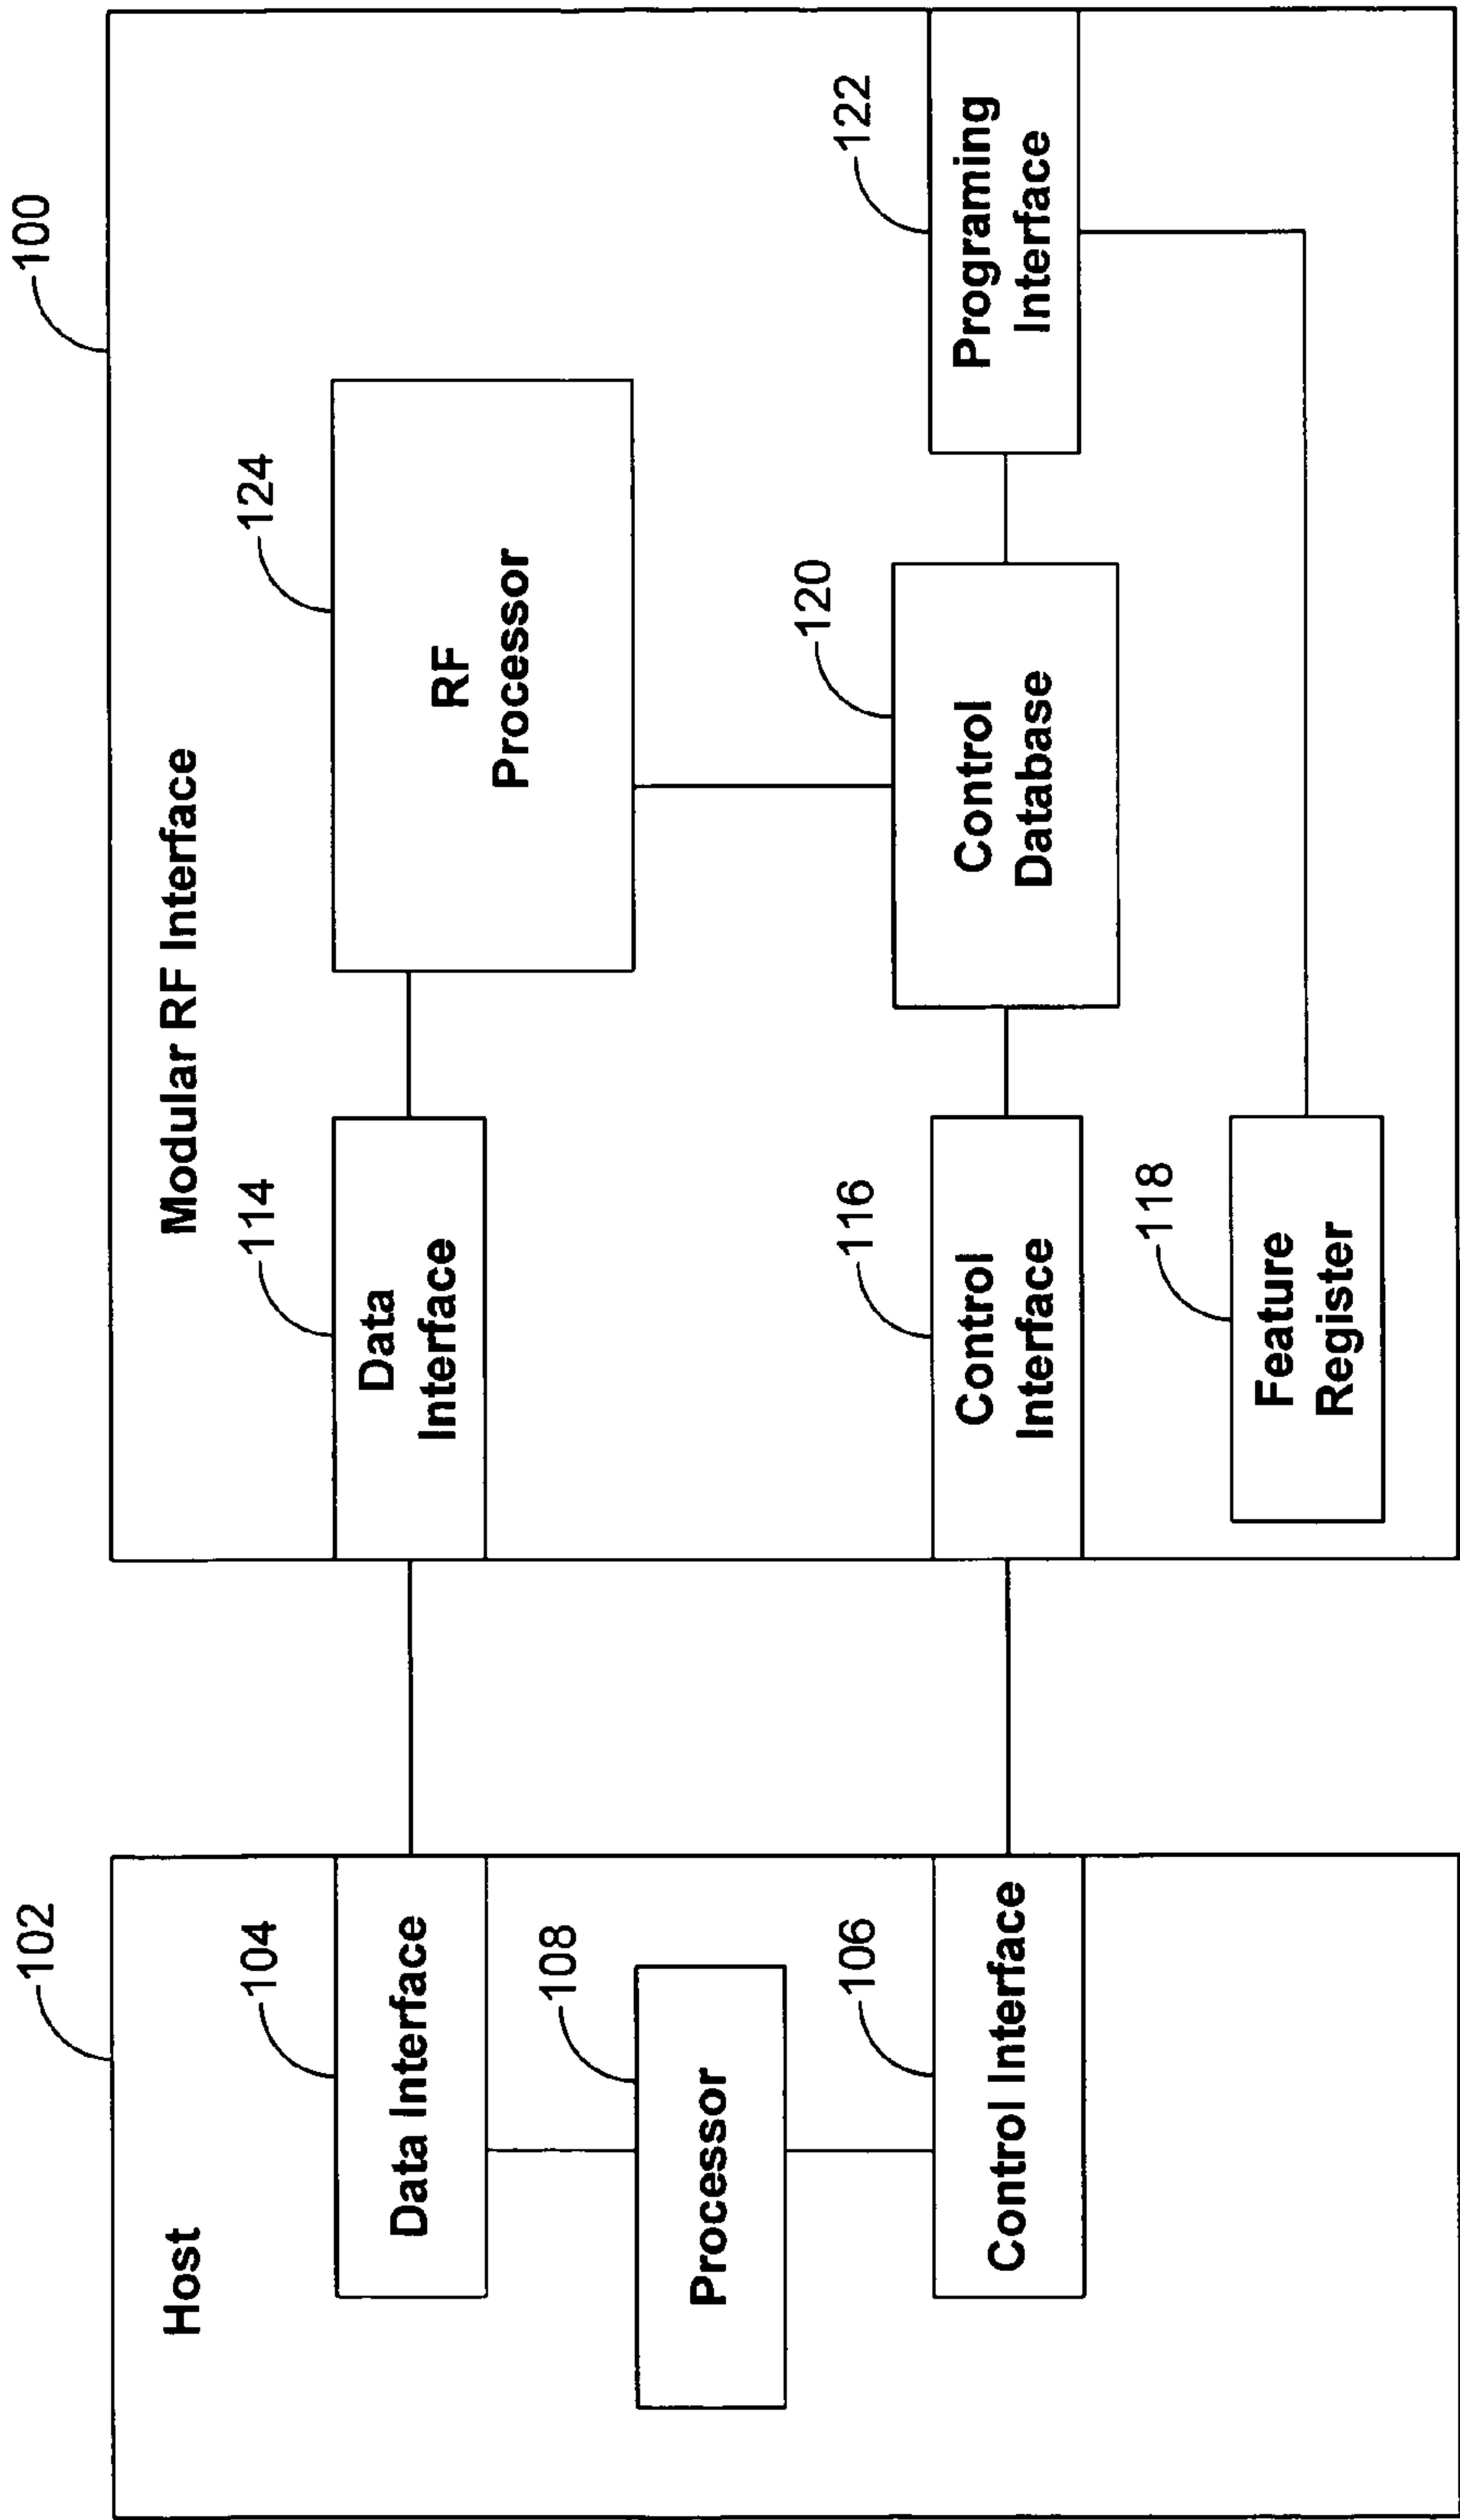 102
Host
104
Data Interface
108
Processor
106
Control Interface
100
Modular RF Interface
114
Data
Interface
124
RF
Processor
116
Control
Interface
120
Control
Database
122
Programing
Interface
118
Feature
Register